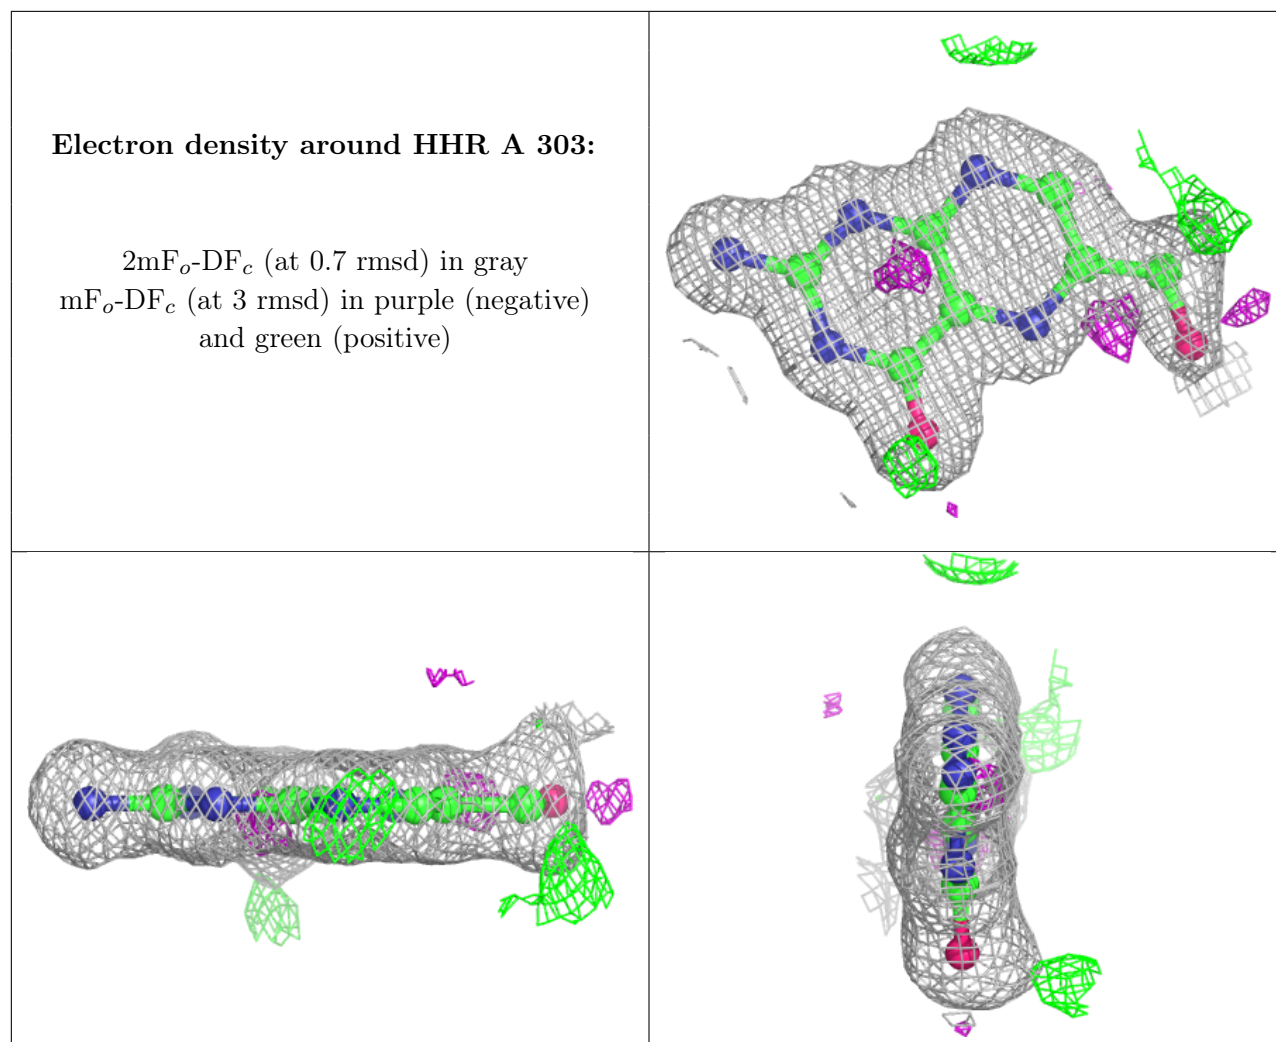 Electron density around HHR A 303:
2mFo-DFc (at 0.7 rmsd) in gray
mFo-DFc (at 3 rmsd) in purple (negative)
and green (positive)